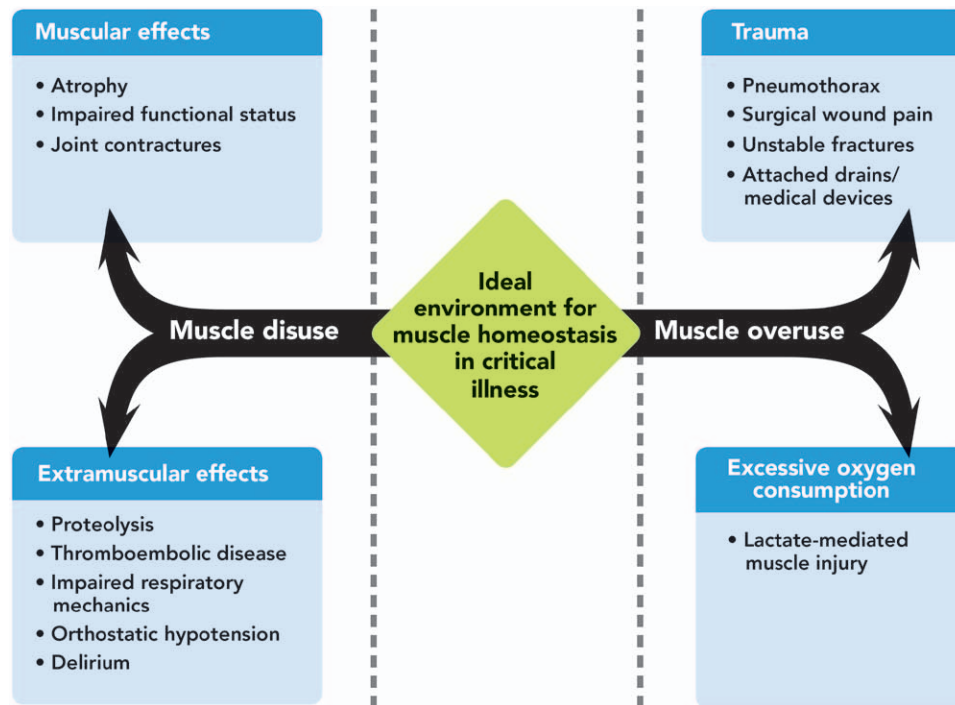 Muscular effects
• Atrophy
• Impaired functional status
• Joint contractures
Trauma
• Pneumothorax
• Surgical wound pain
• Unstable fractures
• Attached drains/
medical devices
Muscle disuse
Ideal
environment for
muscle homeostasis
in critical
illness
Muscle overuse
Extramuscular effects
• Proteolysis
• Thromboembolic disease
• Impaired respiratory
mechanics
• Orthostatic hypotension
• Delirium
Excessive oxygen
consumption
• Lactate-mediated
muscle injury